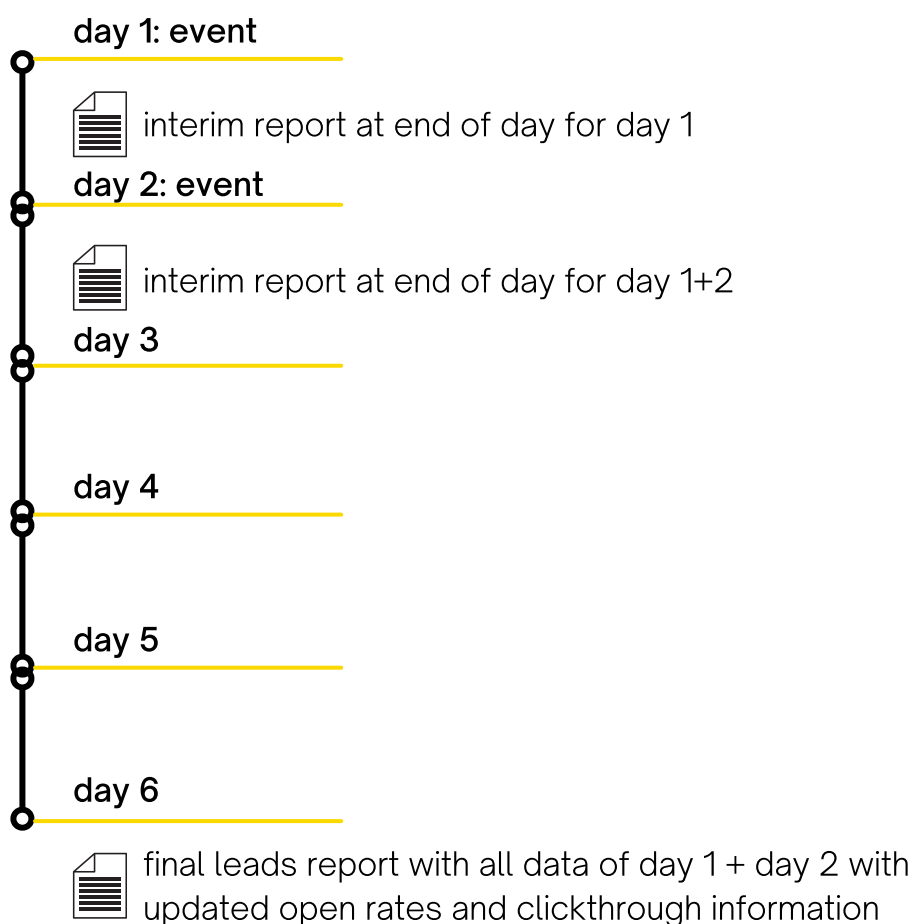 day 1: event
interim report at end of day for day 1
day 2: event
interim report at end of day for day 1+2
day 3
day 4
day 5
day 6
final leads report with all data of day 1 + day 2 with
updated open rates and clickthrough information